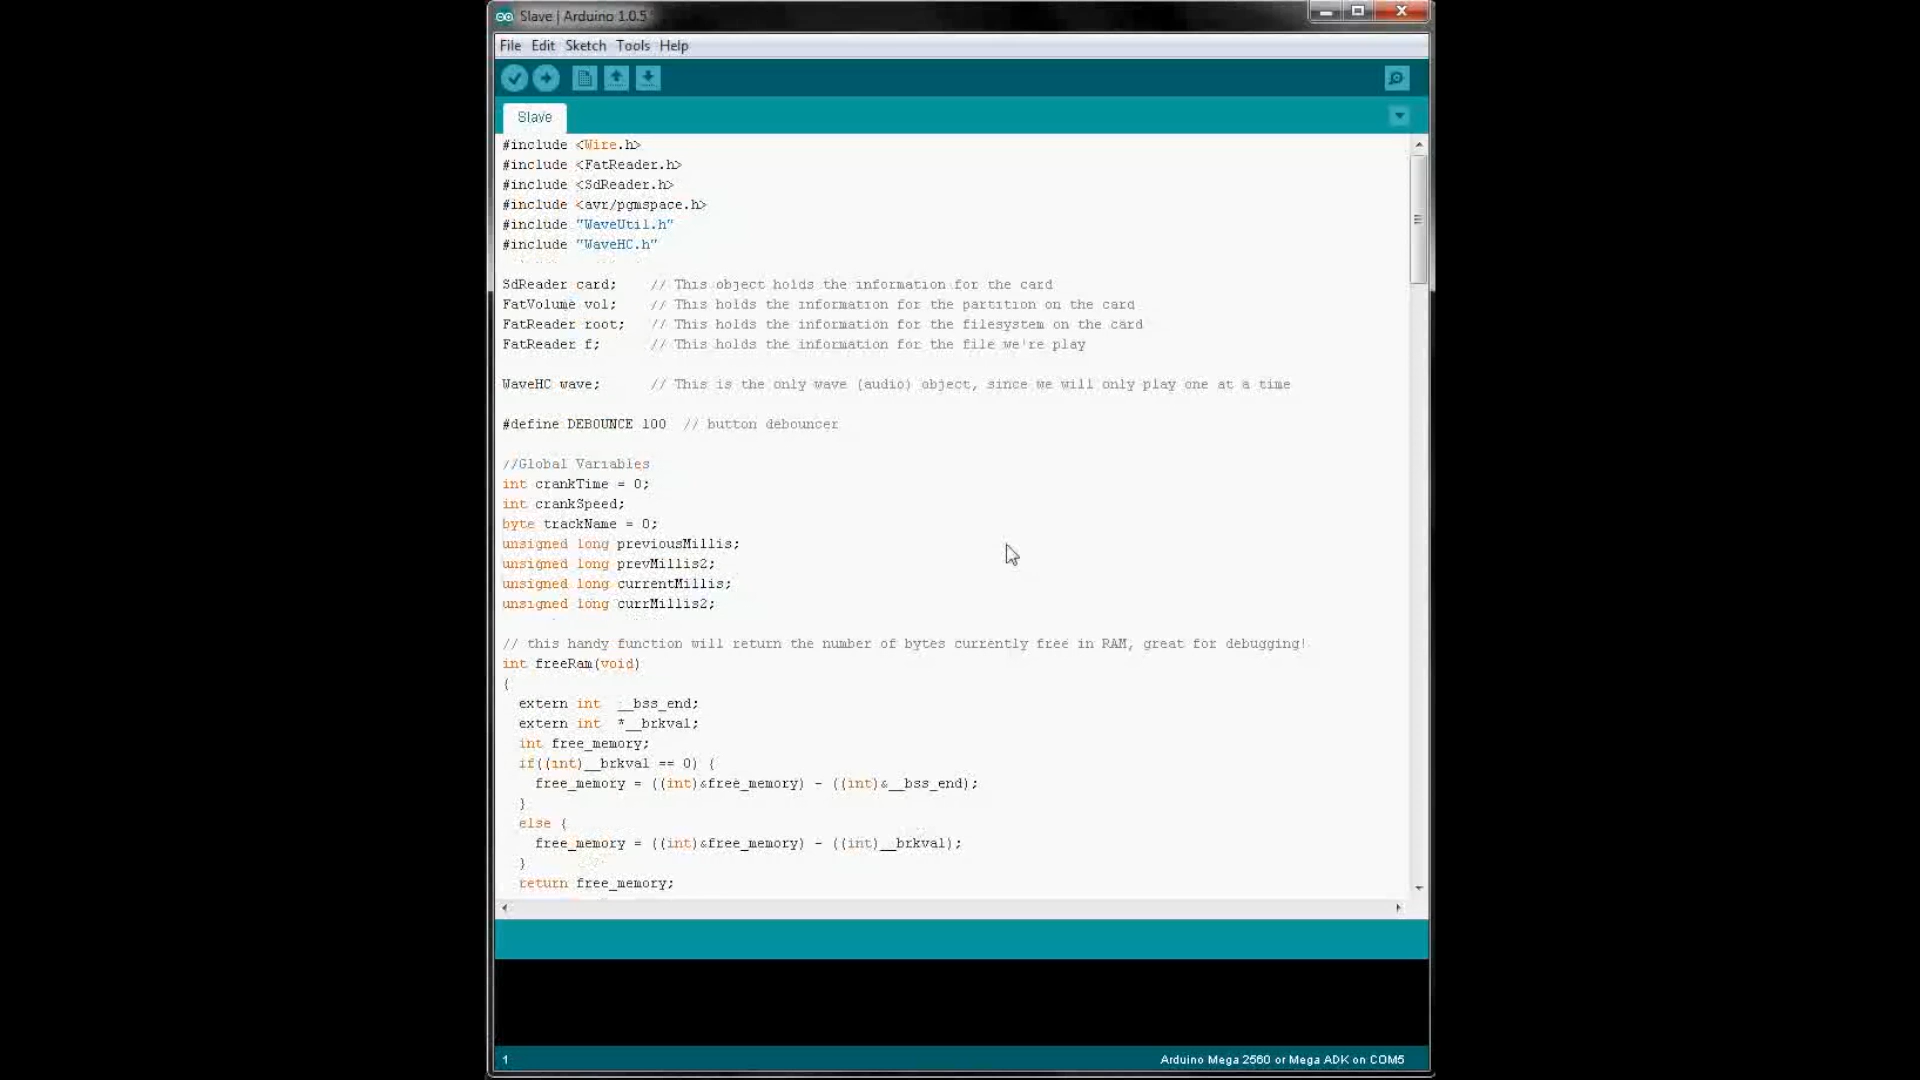 Slave | Arduino 1.0.5
File Edit Sketch Tools Help
Slave
#include <Wire.h>
#include <FatReader.h>
#include <SdReader.h>
#include <avr/pgmspace.h>
#include "WaveUtil.h"
#include "WaveHC.h"
SdReader card;    // This object holds the information for the card
FatVolume vol;    // This holds the information for the partition on the card
FatReader root;   // This holds the information for the filesystem on the card
FatReader f;      // This holds the information for the file we're play
WaveHC wave;      // This is the only wave (audio) object, since we will only play one at a time
#define DEBOUNCE 100  // button debouncer
//Global Variables
int crankTime = 0;
int crankSpeed;
byte trackName = 0;
unsigned long previousMillis;
unsigned long prevMillis2;
unsigned long currentMillis;
unsigned long currMillis2;
// this handy function will return the number of bytes currently free in RAM, great for debugging!
int freeRam(void)
{
  extern int  __bss_end;
  extern int  *__brkval;
  int free_memory;
  if((int)__brkval == 0) {
    free_memory = ((int)&free_memory) - ((int)&__bss_end);
  }
  else {
    free_memory = ((int)&free_memory) - ((int)__brkval);
  }
  return free_memory;
1
Arduino Mega 2560 or Mega ADK on COM5